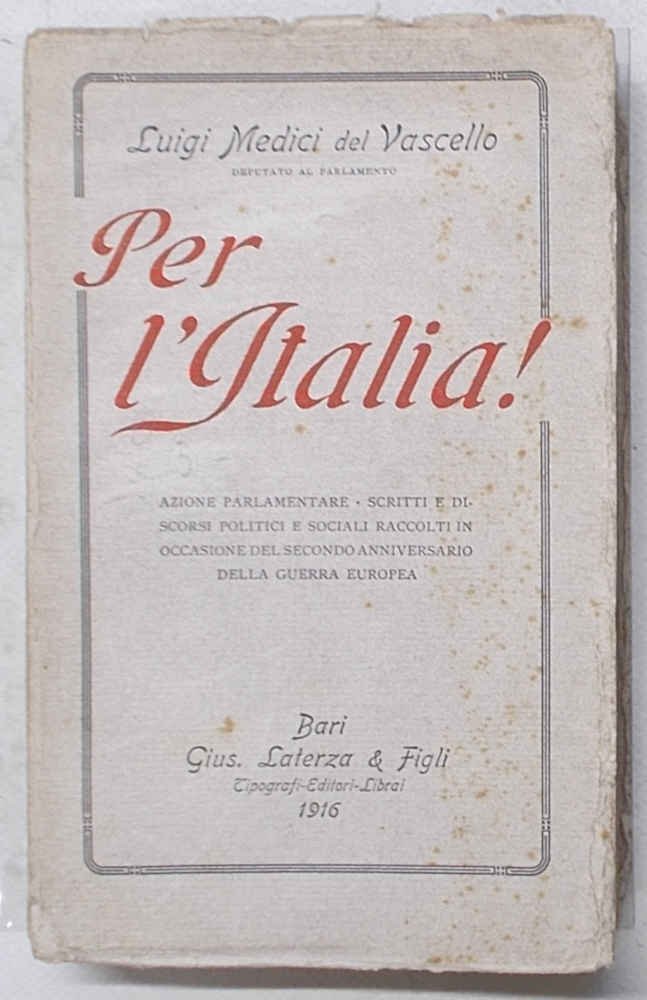 Luigi Medici del Vascello
DEPUTATO AL PARLAMENTO
Per
l'Italia!
AZIONE PARLAMENTARE · SCRITTI E DI-
SCORSI POLITICI E SOCIALI RACCOLTI IN
OCCASIONE DEL SECONDO ANNIVERSARIO
DELLA GUERRA EUROPEA
Bari
Gius. Laterza & Figli
Tipografi-Editori-Librai
1916